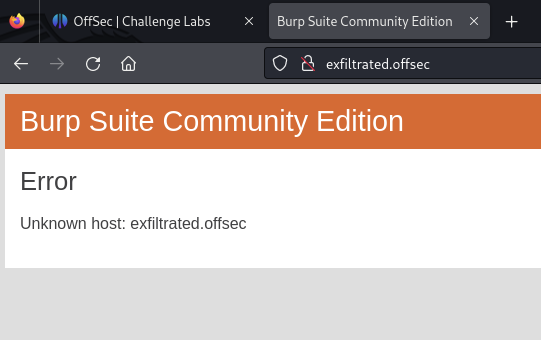 OffSec | Challenge Labs
Burp Suite Community Edition
exfiltrated.offsec
Burp Suite Community Edition
Error
Unknown host: exfiltrated.offsec